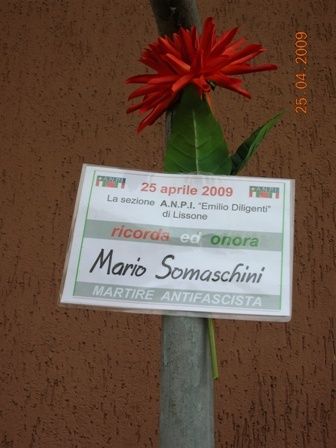 25.04.2009
A.N.P.I. A.N.P.I.
25 aprile 2009
La sezione A.N.P.I. "Emilio Diligenti"
di Lissone
ricorda ed onora
Mario Somaschini
MARTIRE ANTIFASCISTA